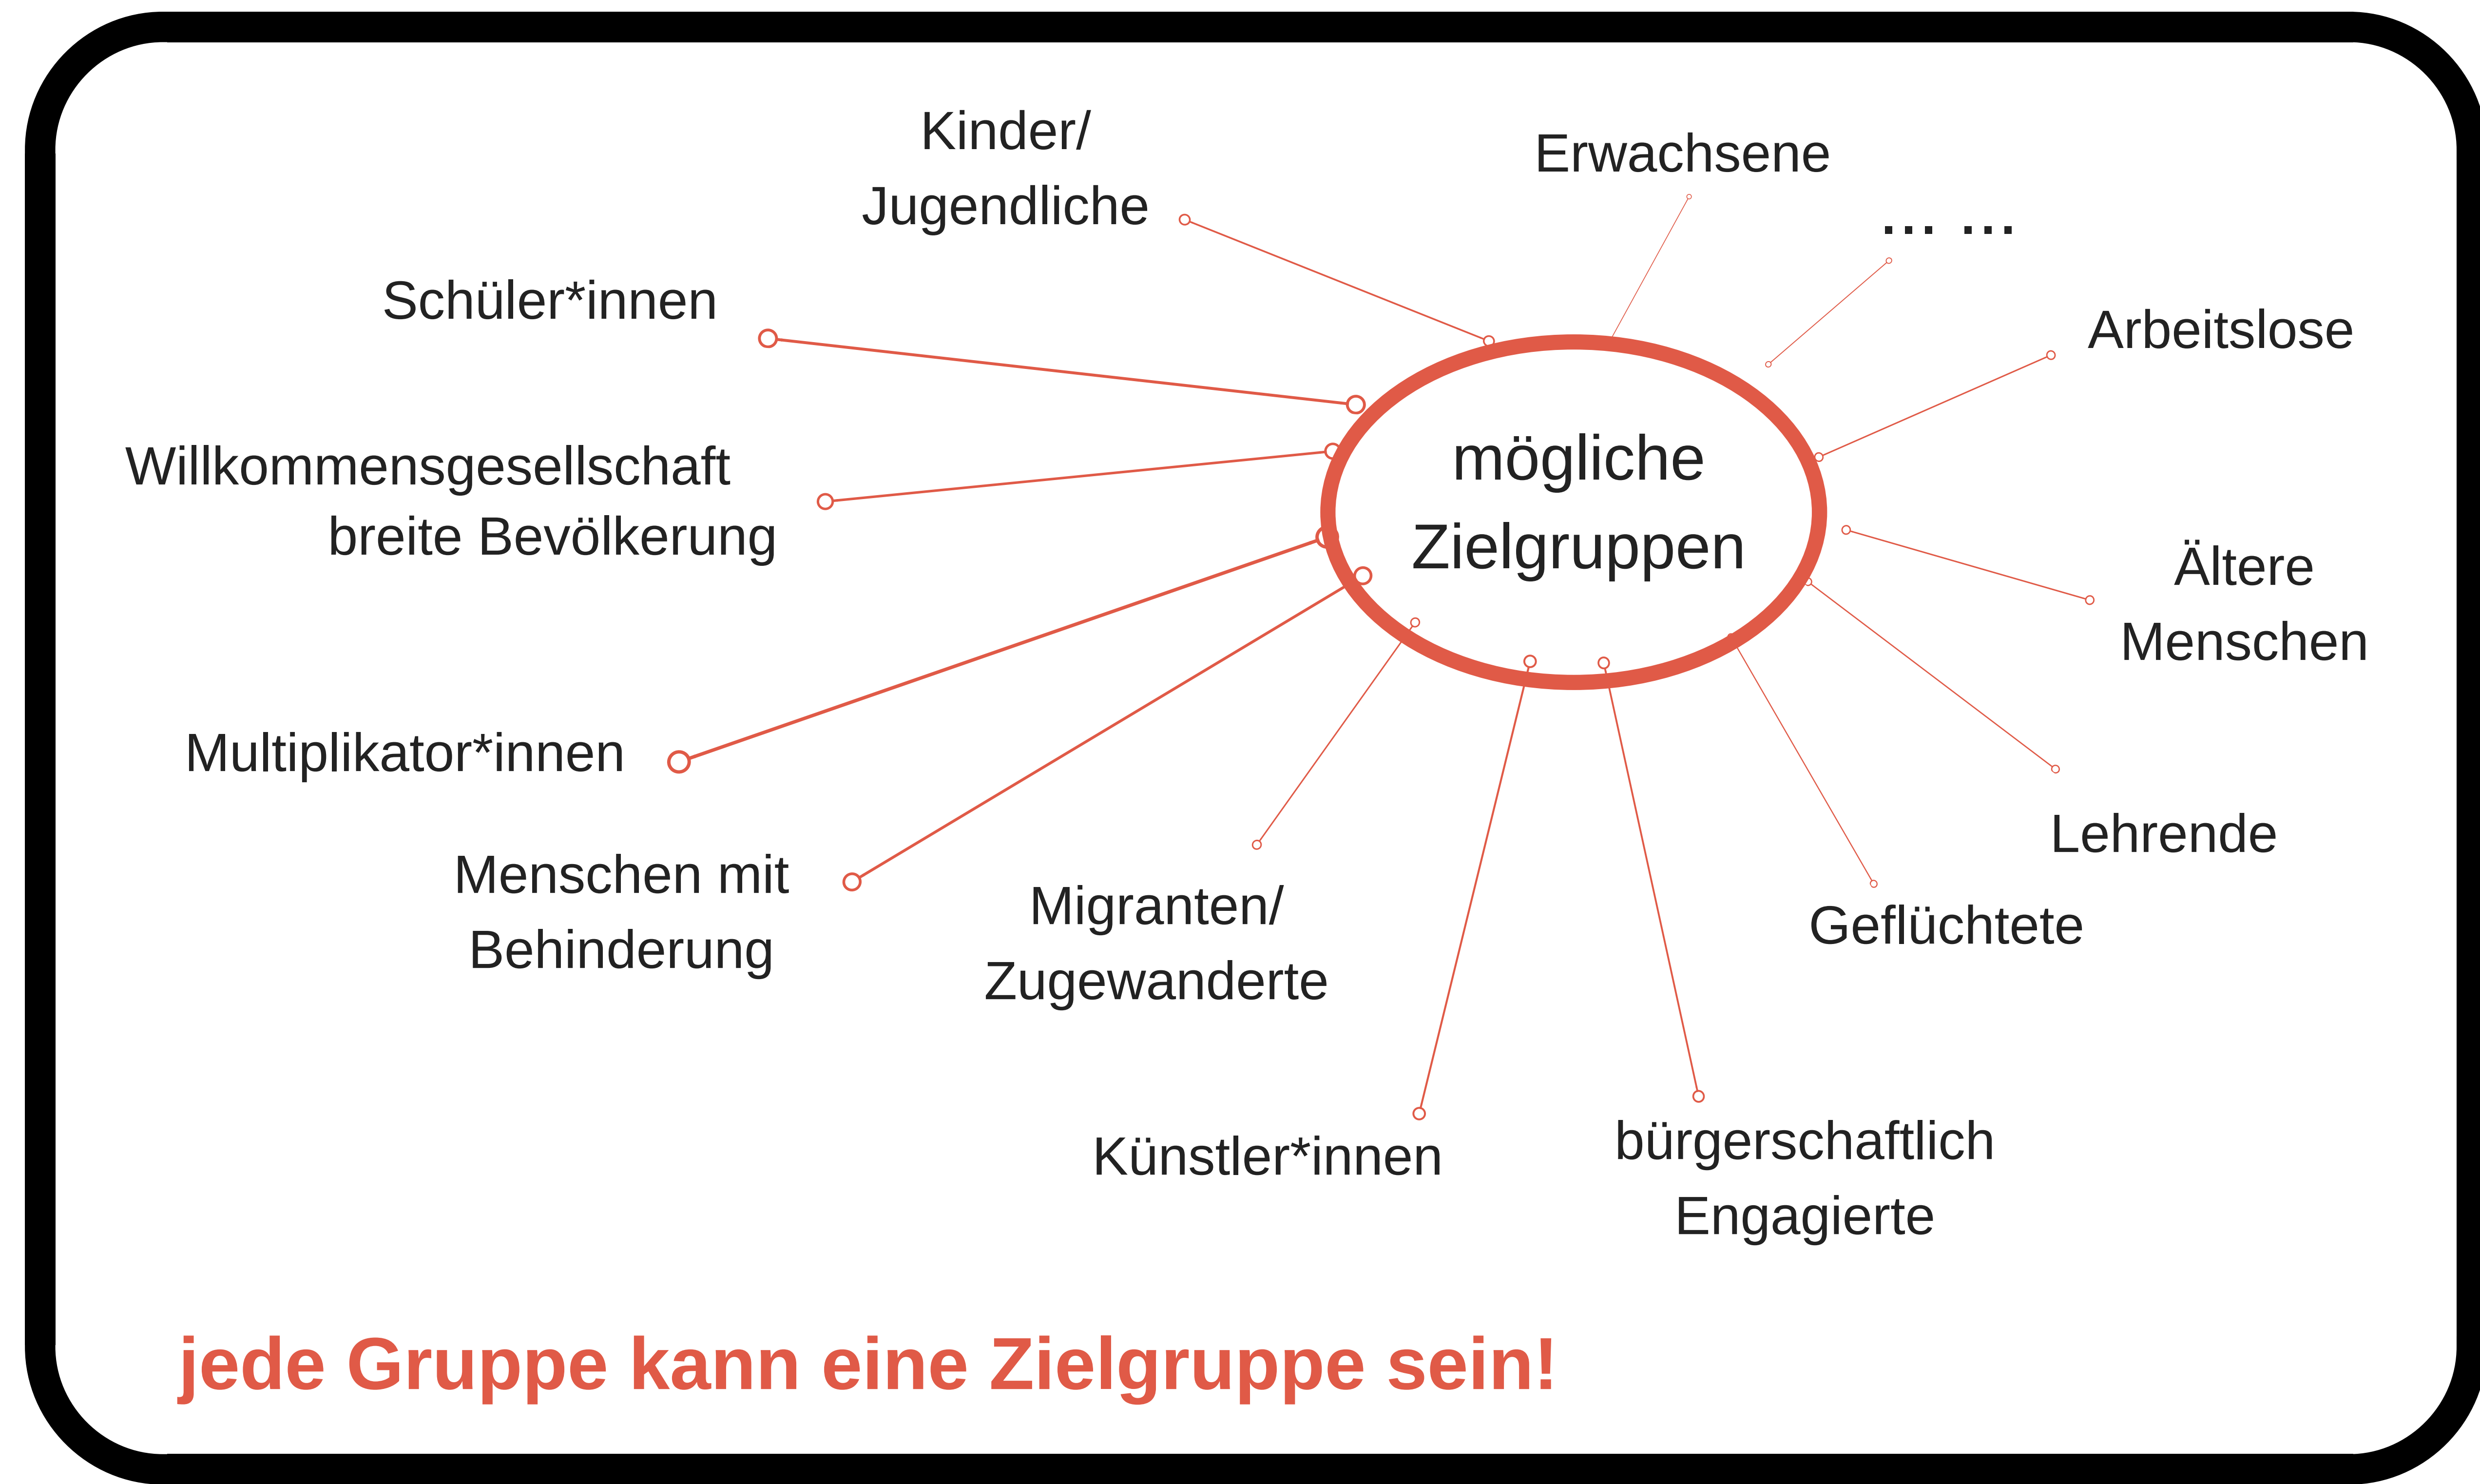 Kinder/
Jugendliche
Erwachsene
... ...
Schüler*innen
Arbeitslose
Willkommensgesellschaft
breite Bevölkerung
mögliche
Zielgruppen
Ältere
Menschen
Multiplikator*innen
Lehrende
Menschen mit
Behinderung
Migranten/
Zugewanderte
Geflüchtete
Künstler*innen
bürgerschaftlich
Engagierte
jede Gruppe kann eine Zielgruppe sein!